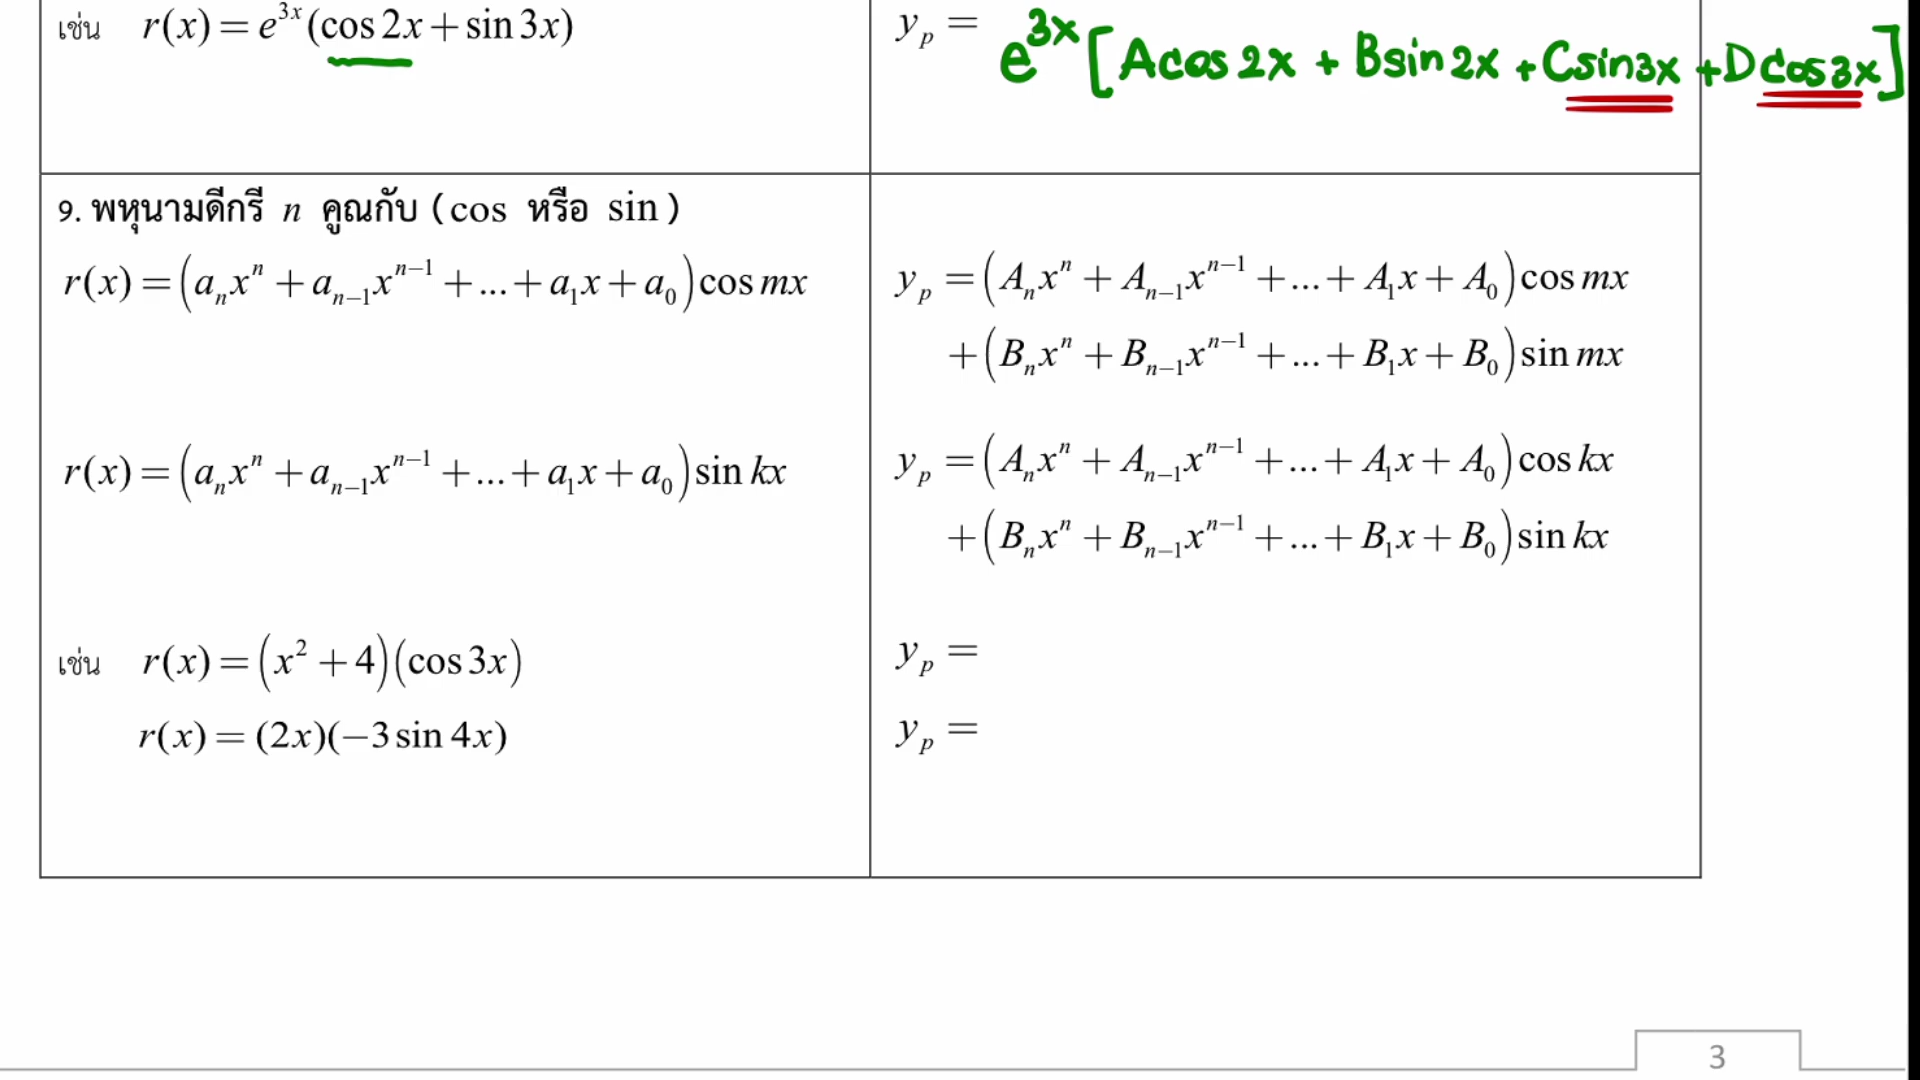 เช่น r(x) = e^{3x}(cos 2x + sin 3x)
y_p = e^{3x}[Acos 2x + Bsin 2x + Csin 3x + Dcos 3x]
9. พหุนามดีกรี n คูณกับ (cos หรือ sin)
r(x) = (a_n x^n + a_{n-1} x^{n-1} + ... + a_1 x + a_0) cos mx
y_p = (A_n x^n + A_{n-1} x^{n-1} + ... + A_1 x + A_0) cos mx
+ (B_n x^n + B_{n-1} x^{n-1} + ... + B_1 x + B_0) sin mx
r(x) = (a_n x^n + a_{n-1} x^{n-1} + ... + a_1 x + a_0) sin kx
y_p = (A_n x^n + A_{n-1} x^{n-1} + ... + A_1 x + A_0) cos kx
+ (B_n x^n + B_{n-1} x^{n-1} + ... + B_1 x + B_0) sin kx
เช่น r(x) = (x^2 + 4)(cos 3x)
y_p =
r(x) = (2x)(−3 sin 4x)
y_p =
3